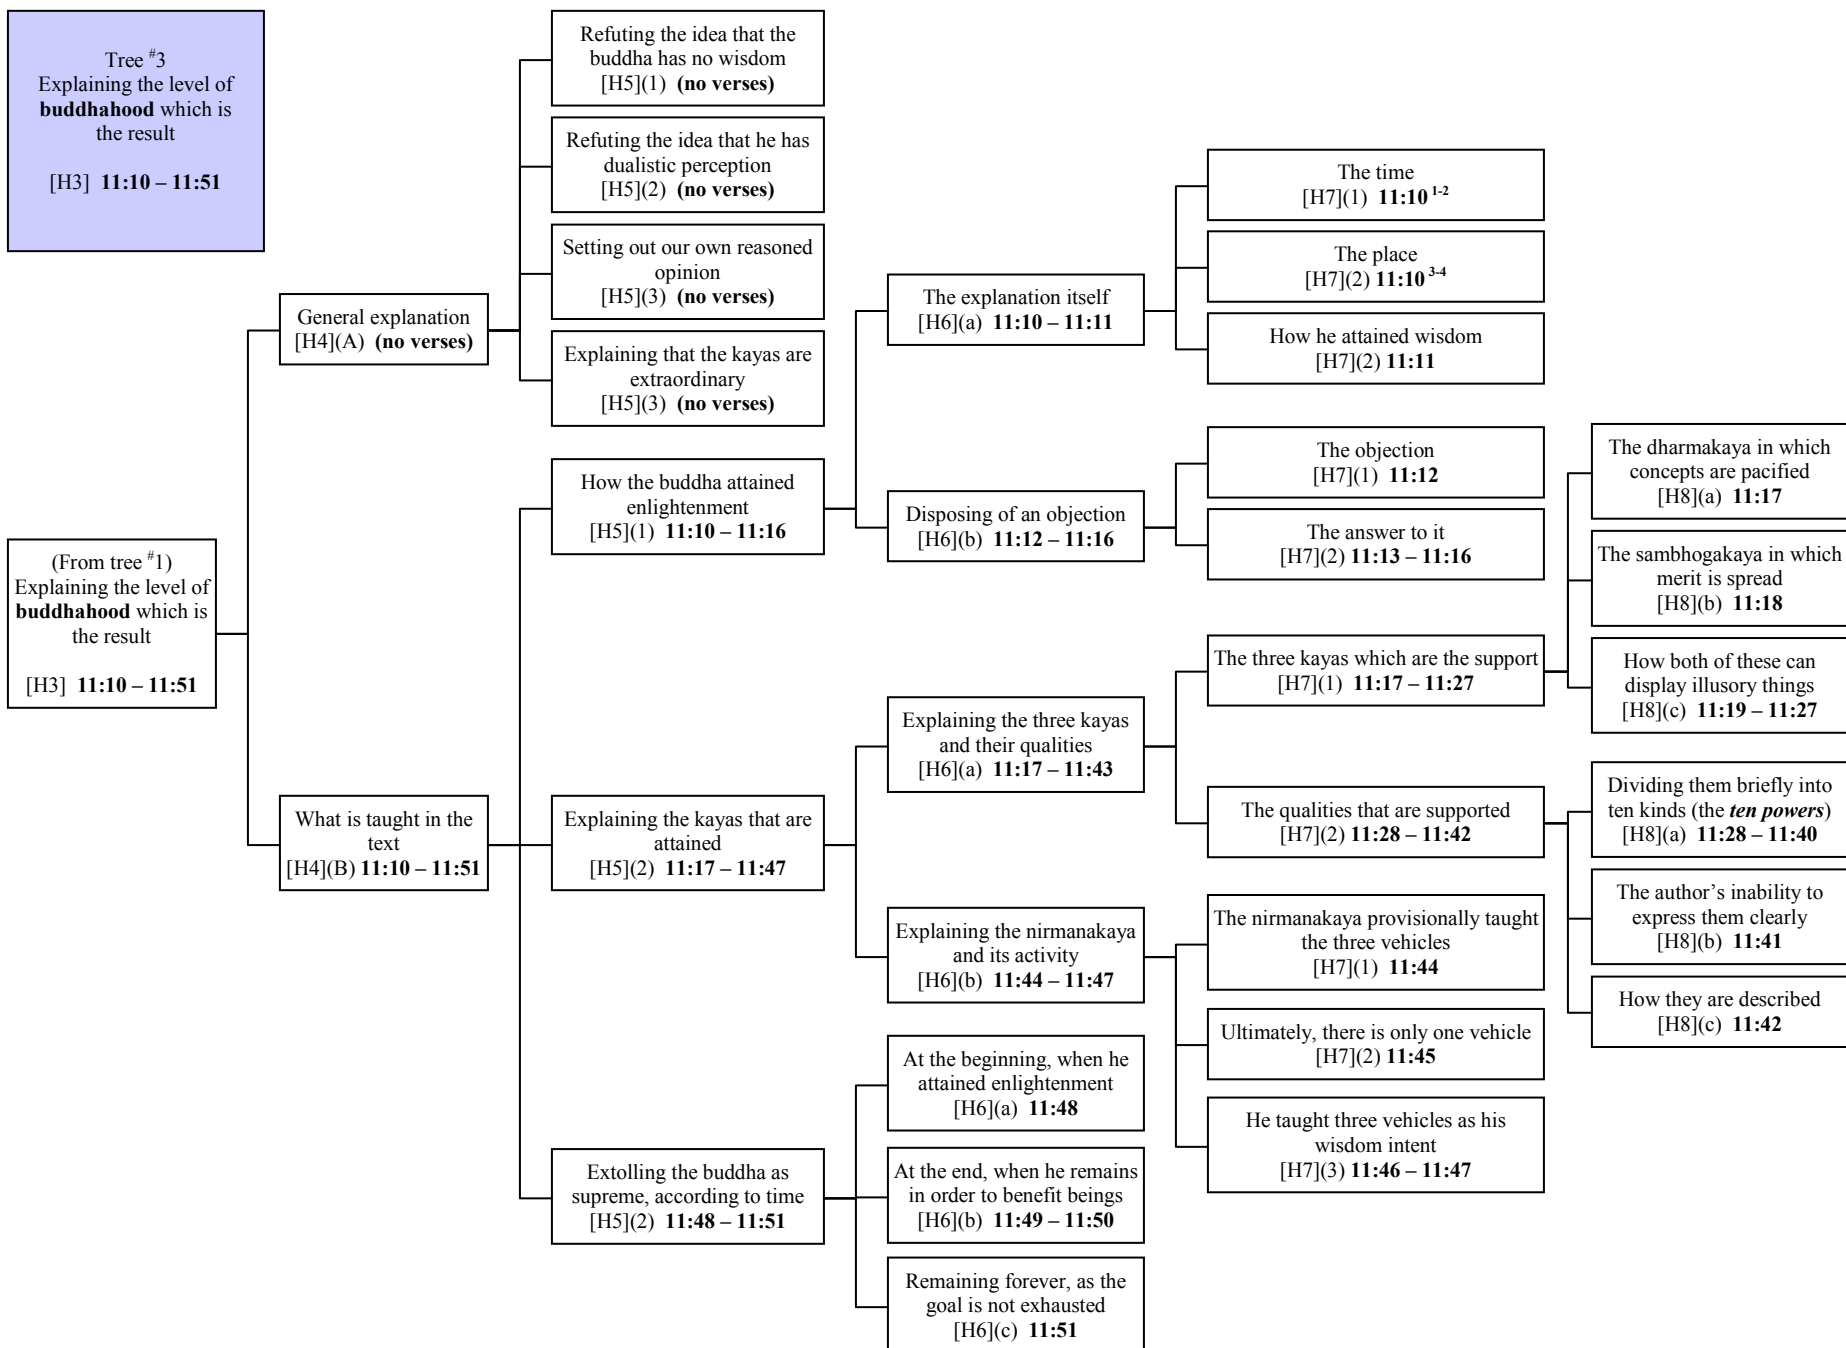 Tree #3
Explaining the level of
buddhahood which is
the result
[H3] 11:10 – 11:51
(From tree #1)
Explaining the level of
buddhahood which is
the result
[H3] 11:10 – 11:51
General explanation
[H4](A) (no verses)
What is taught in the
text
[H4](B) 11:10 – 11:51
Refuting the idea that the
buddha has no wisdom
[H5](1) (no verses)
Refuting the idea that he has
dualistic perception
[H5](2) (no verses)
Setting out our own reasoned
opinion
[H5](3) (no verses)
Explaining that the kayas are
extraordinary
[H5](3) (no verses)
How the buddha attained
enlightenment
[H5](1) 11:10 – 11:16
Explaining the kayas that are
attained
[H5](2) 11:17 – 11:47
Extolling the buddha as
supreme, according to time
[H5](2) 11:48 – 11:51
The explanation itself
[H6](a) 11:10 – 11:11
Disposing of an objection
[H6](b) 11:12 – 11:16
Explaining the three kayas
and their qualities
[H6](a) 11:17 – 11:43
Explaining the nirmanakaya
and its activity
[H6](b) 11:44 – 11:47
At the beginning, when he
attained enlightenment
[H6](a) 11:48
At the end, when he remains
in order to benefit beings
[H6](b) 11:49 – 11:50
Remaining forever, as the
goal is not exhausted
[H6](c) 11:51
The time
[H7](1) 11:10 1-2
The place
[H7](2) 11:10 3-4
How he attained wisdom
[H7](2) 11:11
The objection
[H7](1) 11:12
The answer to it
[H7](2) 11:13 – 11:16
The three kayas which are the support
[H7](1) 11:17 – 11:27
The qualities that are supported
[H7](2) 11:28 – 11:42
The nirmanakaya provisionally taught
the three vehicles
[H7](1) 11:44
Ultimately, there is only one vehicle
[H7](2) 11:45
He taught three vehicles as his
wisdom intent
[H7](3) 11:46 – 11:47
The dharmakaya in which
concepts are pacified
[H8](a) 11:17
The sambhogakaya in which
merit is spread
[H8](b) 11:18
How both of these can
display illusory things
[H8](c) 11:19 – 11:27
Dividing them briefly into
ten kinds (the ten powers)
[H8](a) 11:28 – 11:40
The author’s inability to
express them clearly
[H8](b) 11:41
How they are described
[H8](c) 11:42